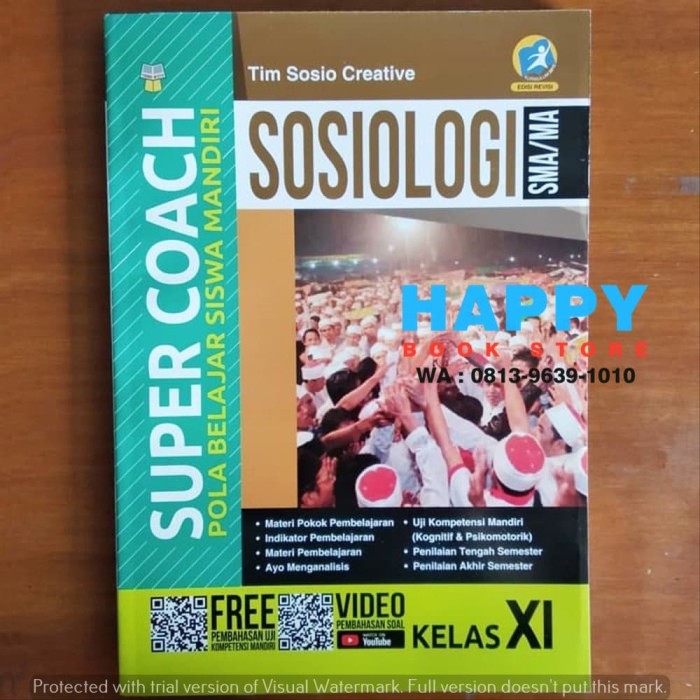 Tim Sosio Creative
EDISI REVISI
SOSIOLOGI
SMA/MA
SUPER COACH
POLA BELAJAR SISWA MANDIRI
HAPPY
BOOK STORE
WA : 0813-9639-1010
• Materi Pokok Pembelajaran
• Indikator Pembelajaran
• Materi Pembelajaran
• Ayo Menganalisis
• Uji Kompetensi Mandiri
(Kognitif & Psikomotorik)
• Penilaian Tengah Semester
• Penilaian Akhir Semester
FREE
PEMBAHASAN UJI
KOMPETENSI MANDIRI
VIDEO
PEMBAHASAN SOAL
WATCH ON
YouTube
KELAS XI
Protected with trial version of Visual Watermark. Full version doesn't put this mark.